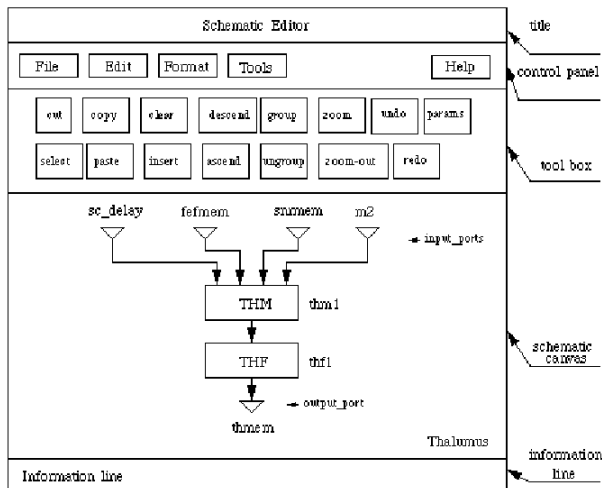 Schematic Editor
title
File Edit Format Tools Help
control panel
cut copy clear descend group zoom undo params
select paste insert ascend ungroup zoom-out redo
tool box
sc_delay fefmem snrmem m2
input_ports
THM thm1
THF thf1
schematic
canvas
output_port
thmem
Thalumus
information
line
Information line